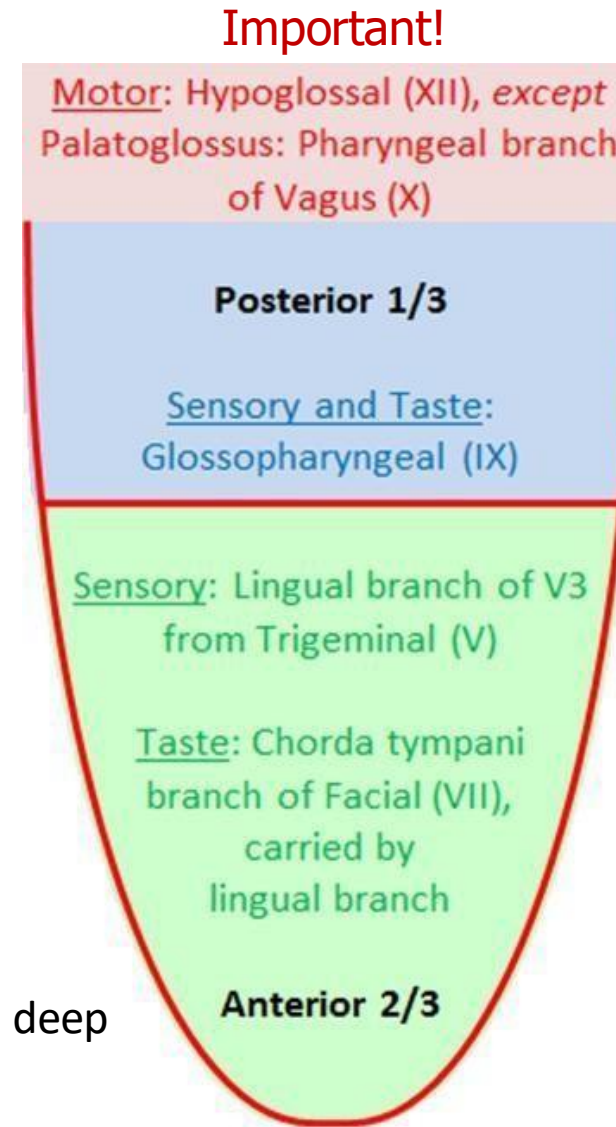 Important!
Motor: Hypoglossal (XII), except
Palatoglossus: Pharyngeal branch
of Vagus (X)
Posterior 1/3
Sensory and Taste:
Glossopharyngeal (IX)
Sensory: Lingual branch of V3
from Trigeminal (V)
Taste: Chorda tympani
branch of Facial (VII),
carried by
lingual branch
Anterior 2/3
deep